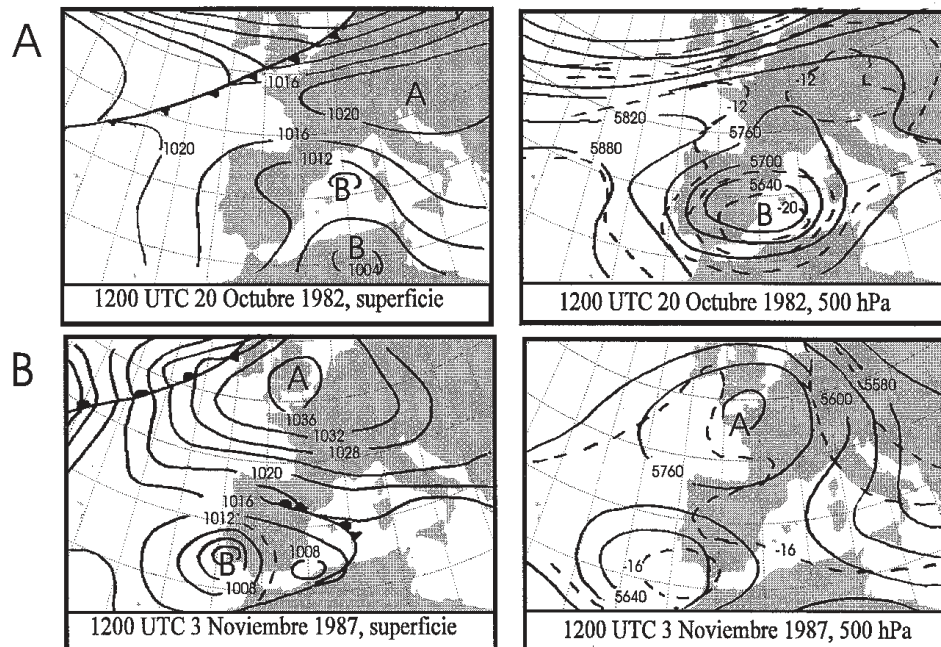 A
1016
1020
A
1020
1016
1012
B
B
1004
1200 UTC 20 Octubre 1982, superficie
-12
-12
5820
5760
5880
5700
5640
B -20
1200 UTC 20 Octubre 1982, 500 hPa
B
A
1036
1032
1028
1020
1016
1012
B
1008
1008
1200 UTC 3 Noviembre 1987, superficie
5580
5600
A
5760
-16
-16
5640
1200 UTC 3 Noviembre 1987, 500 hPa